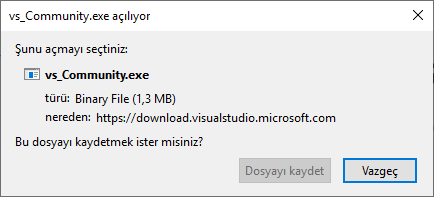 vs_Community.exe açılıyor
Şunu açmayı seçtiniz:
vs_Community.exe
türü: Binary File (1,3 MB)
nereden: https://download.visualstudio.microsoft.com
Bu dosyayı kaydetmek ister misiniz?
Dosyayı kaydet Vazgeç